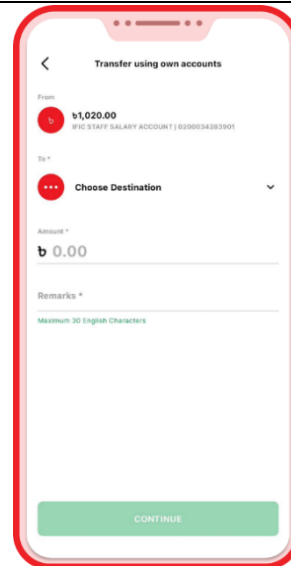 Transfer using own accounts
From
৳
৳1,020.00
IFIC STAFF SALARY ACCOUNT | 0200034283901
To *
Choose Destination
Amount *
৳ 0.00
Remarks *
Maximum 30 English Characters
CONTINUE